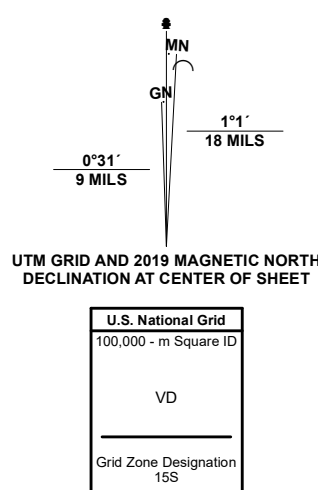 MN
GN
1°1´
18 MILS
0°31´
9 MILS
UTM GRID AND 2019 MAGNETIC NORTH
DECLINATION AT CENTER OF SHEET
U.S. National Grid
100,000 - m Square ID
VD
Grid Zone Designation
15S